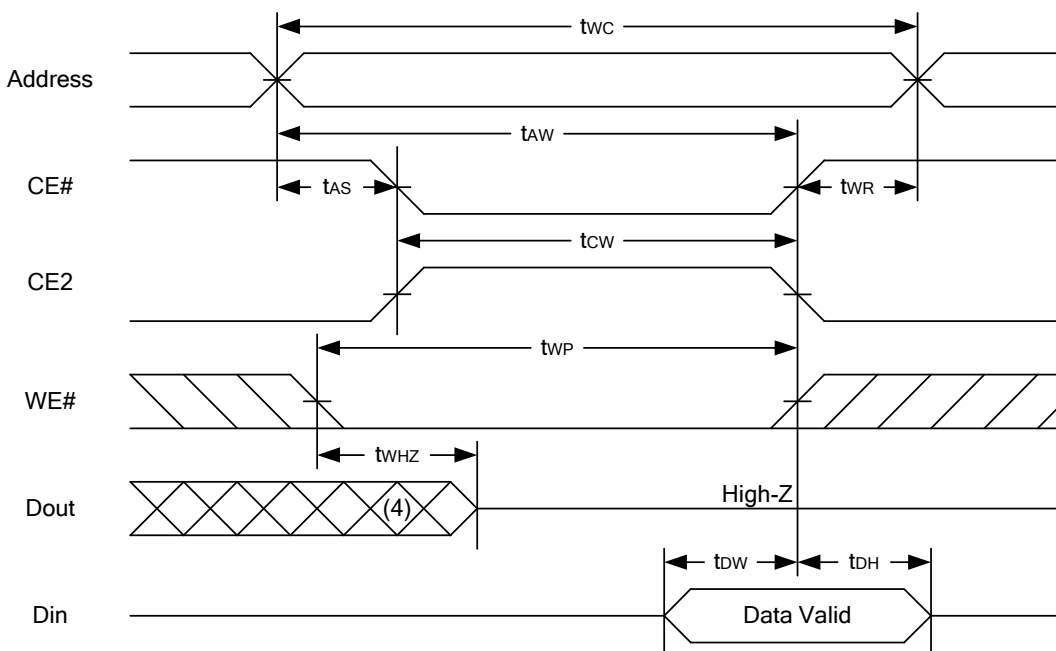 tWC
Address
tAW
CE#
tAS
tWR
tCW
CE2
tWP
WE#
tWHZ
Dout
(4)
High-Z
tDW
tDH
Din
Data Valid